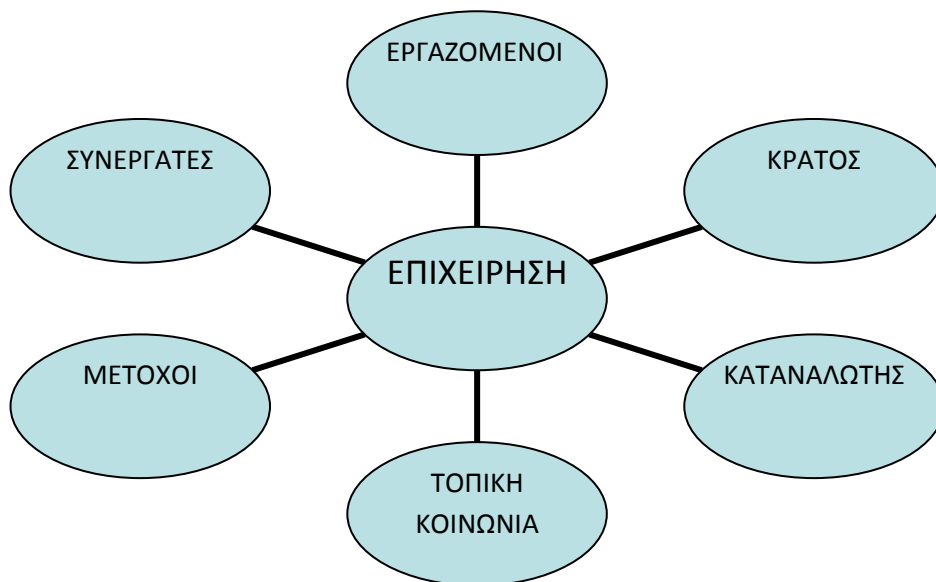 ΕΡΓΑΖΟΜΕΝΟΙ
ΣΥΝΕΡΓΑΤΕΣ
ΚΡΑΤΟΣ
ΕΠΙΧΕΙΡΗΣΗ
ΜΕΤΟΧΟΙ
ΚΑΤΑΝΑΛΩΤΗΣ
ΤΟΠΙΚΗ
ΚΟΙΝΩΝΙΑ